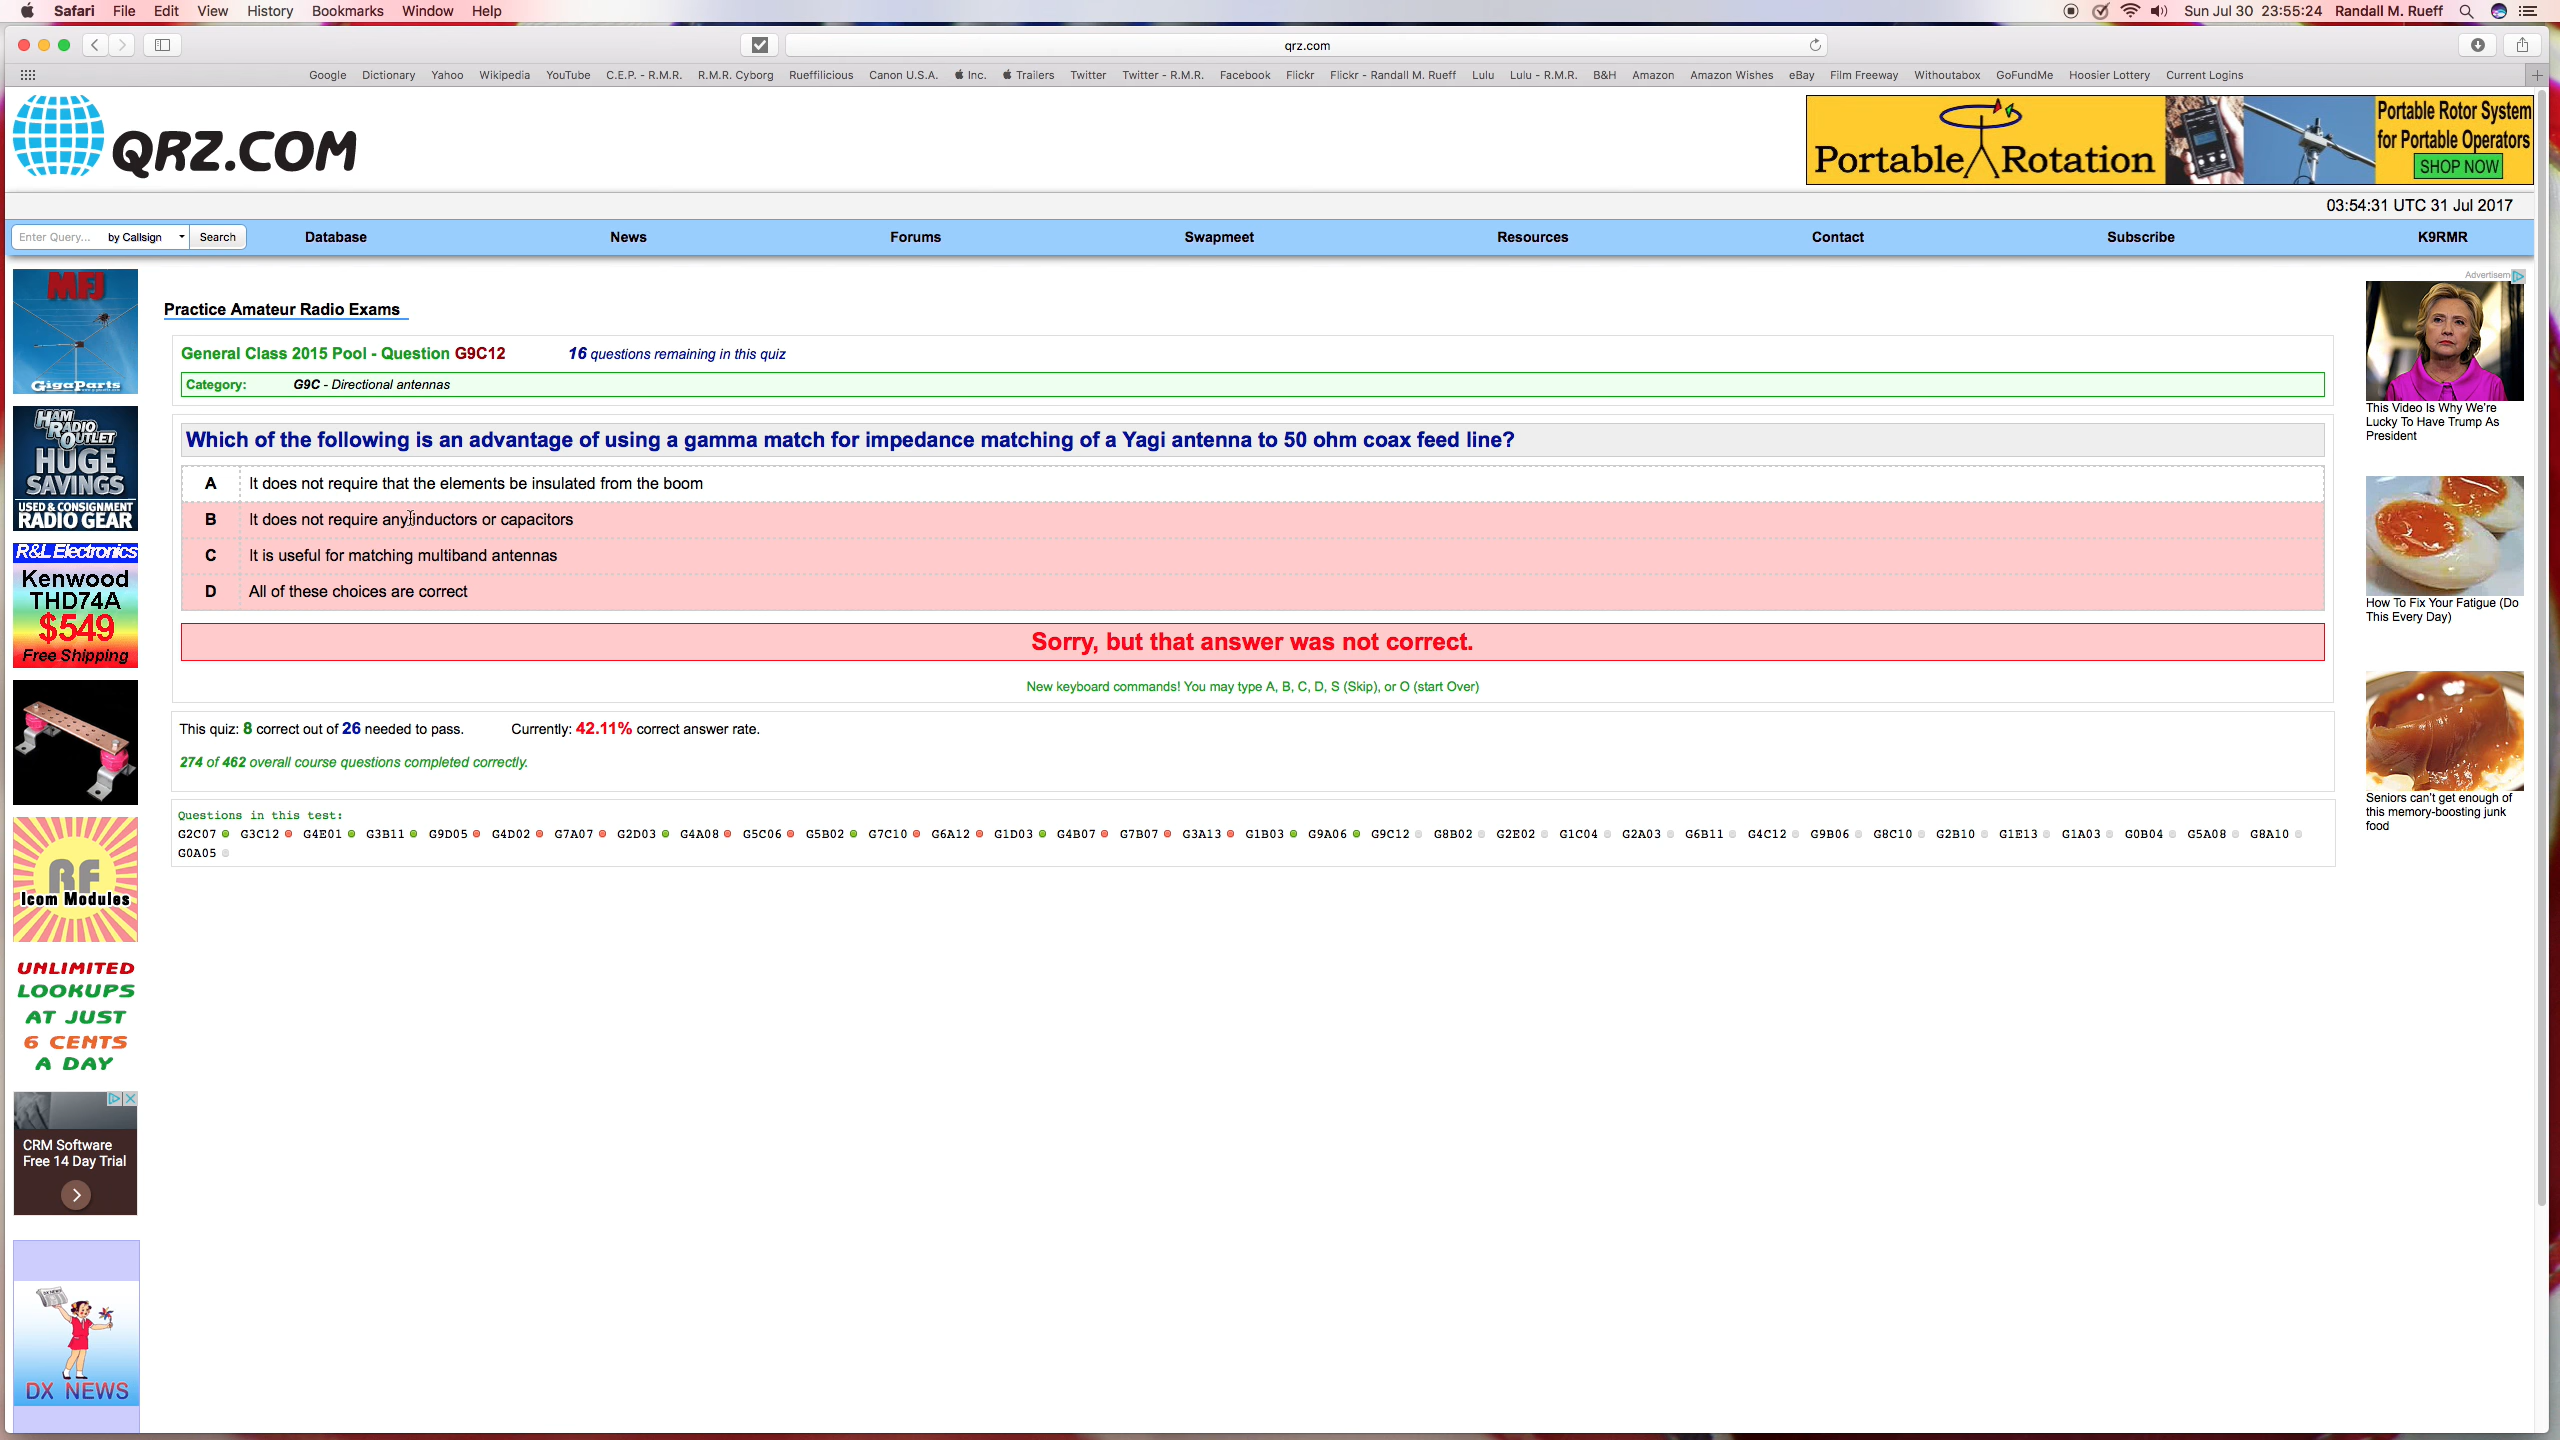 Safari File Edit View History Bookmarks Window Help Sun Jul 30 23:55:24 Randall M. Rueff
qrz.com
Google Dictionary Yahoo Wikipedia YouTube C.E.P. - R.M.R. R.M.R. Cyborg Rueffilicious Canon U.S.A. Inc. Trailers Twitter Twitter - R.M.R. Facebook Flickr Flickr - Randall M. Rueff Lulu Lulu - R.M.R. B&H Amazon Amazon Wishes eBay Film Freeway Withoutabox GoFundMe Hoosier Lottery Current Logins
QRZ.COM
Portable Rotation
Portable Rotor System
for Portable Operators
SHOP NOW
03:54:31 UTC 31 Jul 2017
Enter Query... by Callsign Search Database News Forums Swapmeet Resources Contact Subscribe K9RMR
MFJ
GigaParts
HAM
RADIO
OUTLET
HUGE
SAVINGS
USED & CONSIGNMENT
RADIO GEAR
R&L Electronics
Kenwood
THD74A
$549
Free Shipping
RF
Icom Modules
UNLIMITED
LOOKUPS
AT JUST
6 CENTS
A DAY
CRM Software
Free 14 Day Trial
DX NEWS
Practice Amateur Radio Exams
General Class 2015 Pool - Question G9C12 16 questions remaining in this quiz
Category: G9C - Directional antennas
Which of the following is an advantage of using a gamma match for impedance matching of a Yagi antenna to 50 ohm coax feed line?
A It does not require that the elements be insulated from the boom
B It does not require any inductors or capacitors
C It is useful for matching multiband antennas
D All of these choices are correct
Sorry, but that answer was not correct.
New keyboard commands! You may type A, B, C, D, S (Skip), or O (start Over)
This quiz: 8 correct out of 26 needed to pass. Currently: 42.11% correct answer rate.
274 of 462 overall course questions completed correctly.
Questions in this test:
G2C07 G3C12 G4E01 G3B11 G9D05 G4D02 G7A07 G2D03 G4A08 G5C06 G5B02 G7C10 G6A12 G1D03 G4B07 G7B07 G3A13 G1B03 G9A06 G9C12 G8B02 G2E02 G1C04 G2A03 G6B11 G4C12 G9B06 G8C10 G2B10 G1E13 G1A03 G0B04 G5A08 G8A10
G0A05
Advertisem
This Video Is Why We're
Lucky To Have Trump As
President
How To Fix Your Fatigue (Do
This Every Day)
Seniors can't get enough of
this memory-boosting junk
food